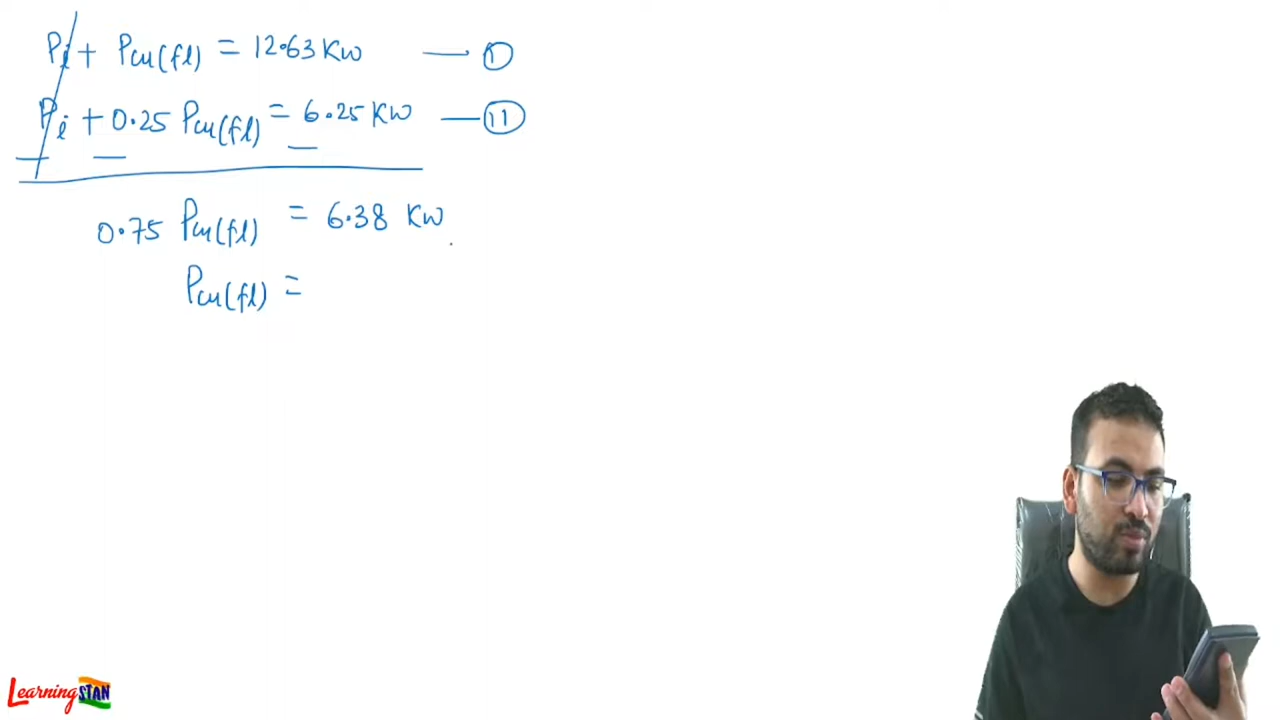 Pi + Pcu(fl) = 12.63 KW — I
Pi + 0.25 Pcu(fl) = 6.25 KW — II
0.75 Pcu(fl) = 6.38 KW
Pcu(fl) =
LearningSTAN